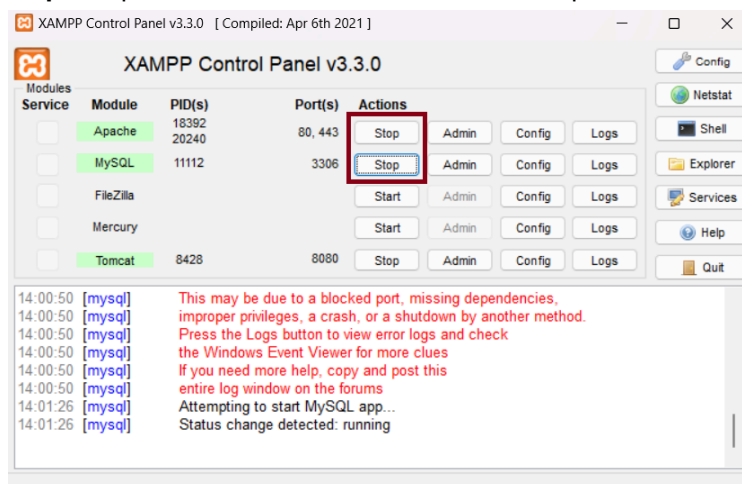 XAMPP Control Panel v3.3.0 [ Compiled: Apr 6th 2021 ]
XAMPP Control Panel v3.3.0
Config
Modules
Service Module PID(s) Port(s) Actions
Netstat
Apache 18392 20240 80, 443 Stop Admin Config Logs
Shell
MySQL 11112 3306 Stop Admin Config Logs
Explorer
FileZilla Start Admin Config Logs
Services
Mercury Start Admin Config Logs
Help
Tomcat 8428 8080 Stop Admin Config Logs
Quit
14:00:50 [mysql] This may be due to a blocked port, missing dependencies,
14:00:50 [mysql] improper privileges, a crash, or a shutdown by another method.
14:00:50 [mysql] Press the Logs button to view error logs and check
14:00:50 [mysql] the Windows Event Viewer for more clues
14:00:50 [mysql] If you need more help, copy and post this
14:00:50 [mysql] entire log window on the forums
14:01:26 [mysql] Attempting to start MySQL app...
14:01:26 [mysql] Status change detected: running